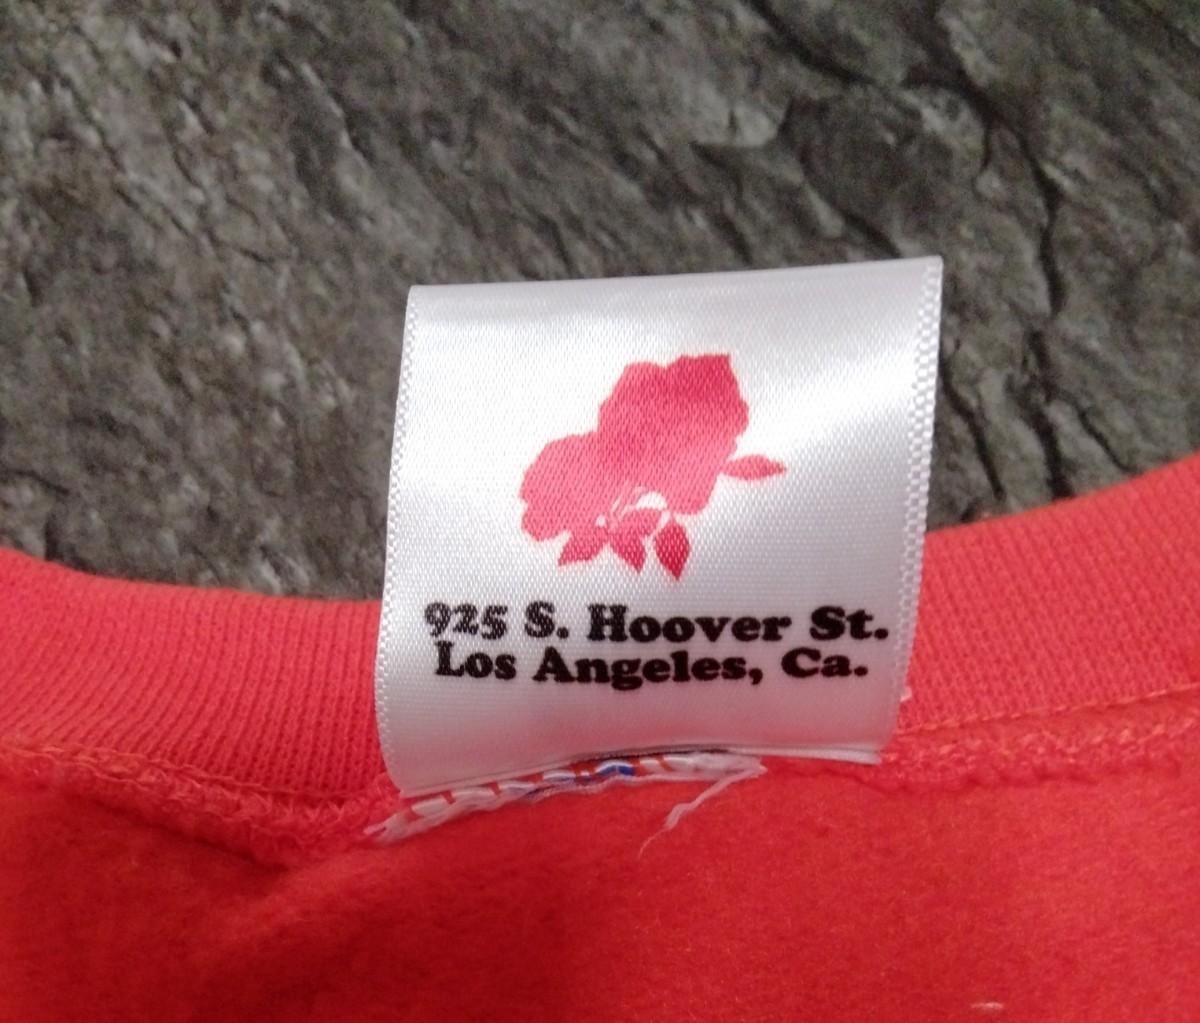 925 S. Hoover St.
Los Angeles, Ca.